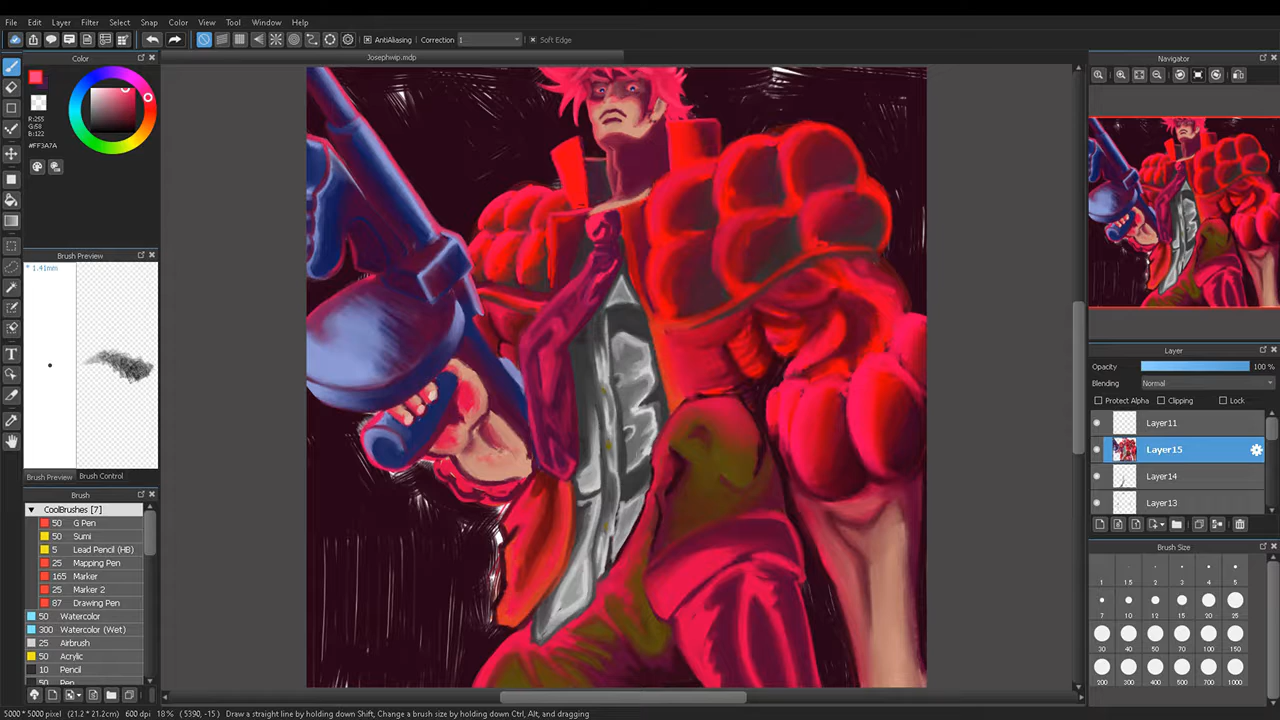 File Edit Layer Filter Select Snap Color View Tool Window Help
AntiAliasing Correction 1 Soft Edge
Color
Josephwip.mdp
Navigator
R:255
G:58
B:122
#FF3A7A
Brush Preview
* 1.41mm
Brush Preview Brush Control
Brush
CoolBrushes [7]
50 G Pen
50 Sumi
5 Lead Pencil (HB)
25 Mapping Pen
165 Marker
25 Marker 2
87 Drawing Pen
50 Watercolor
300 Watercolor (Wet)
25 Airbrush
50 Acrylic
10 Pencil
50 Pen
Layer
Opacity 100 %
Blending Normal
Protect Alpha Clipping Lock
Layer11
Layer15
Layer14
Layer13
Brush Size
1 1.5 2 3 4 5
7 10 12 15 20 25
30 40 50 70 100 150
200 300 400 500 700 1000
5000 * 5000 pixel (21.2 * 21.2cm) 600 dpi 18 % (5390, -15) Draw a straight line by holding down Shift, Change a brush size by holding down Ctrl, Alt, and dragging